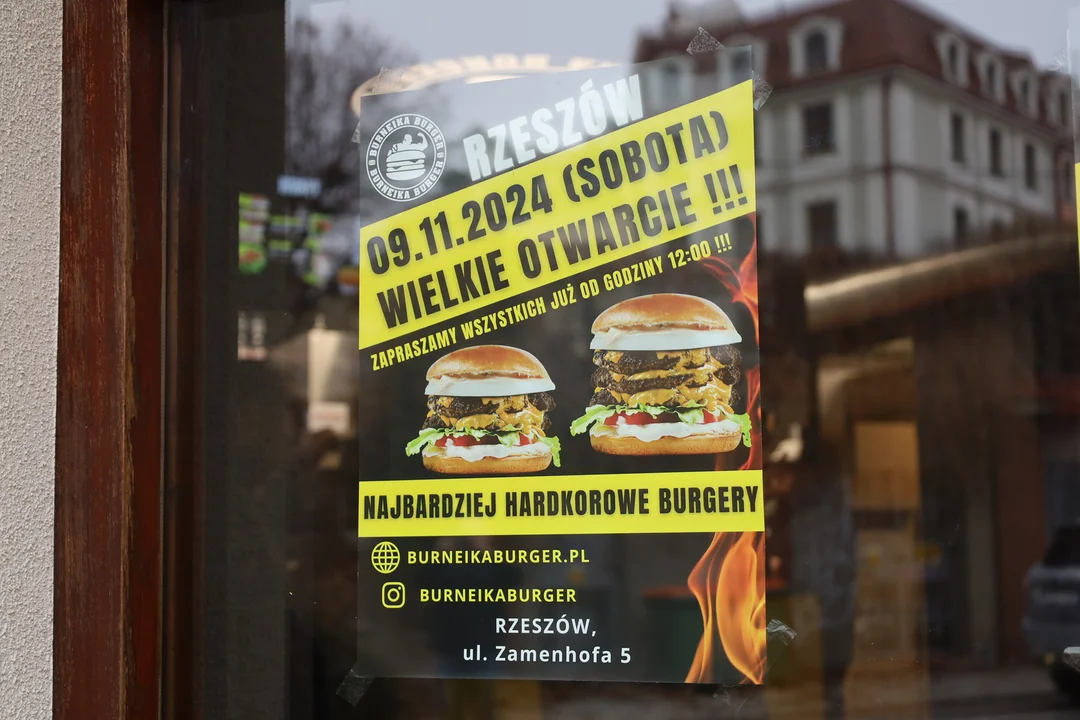 BURNEIKA BURGER
BURNEIKA BURGER
RZESZÓW
09.11.2024 (SOBOTA)
WIELKIE OTWARCIE !!!
ZAPRASZAMY WSZYSTKICH JUŻ OD GODZINY 12:00 !!!
NAJBARDZIEJ HARDKOROWE BURGERY
BURNEIKABURGER.PL
BURNEIKABURGER
RZESZÓW,
ul. Zamenhofa 5